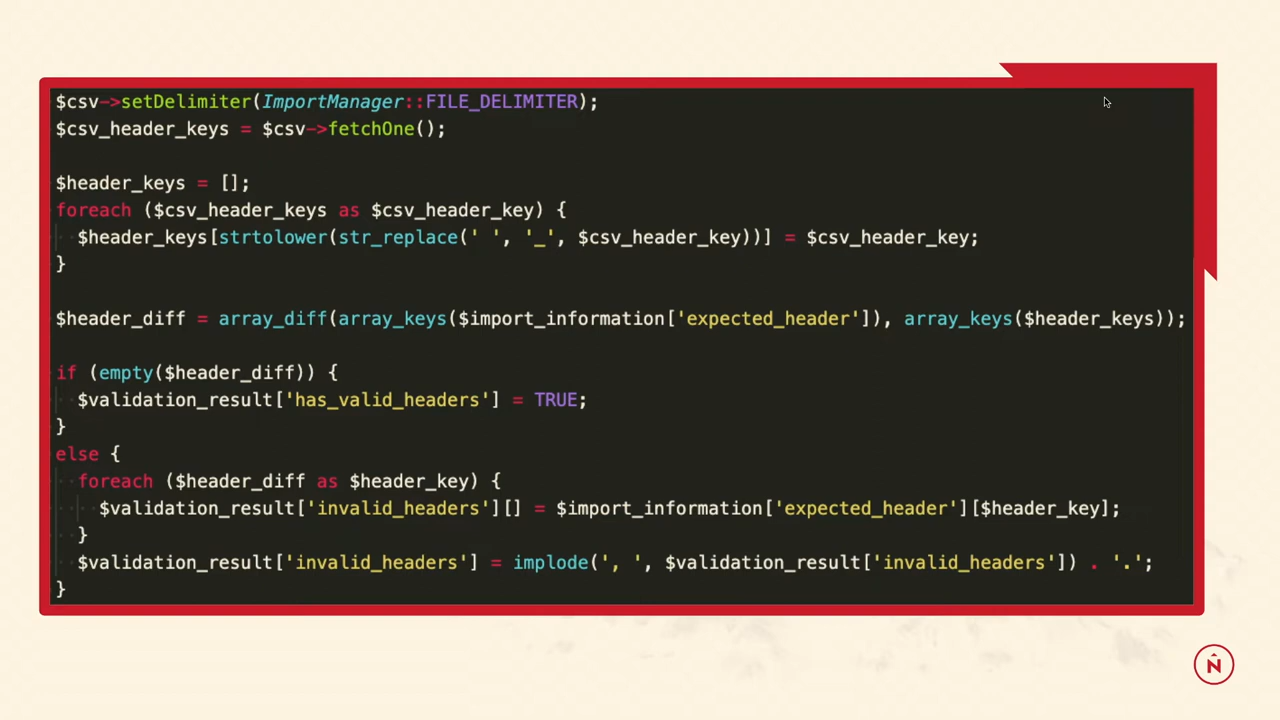 $csv->setDelimiter(ImportManager::FILE_DELIMITER);
$csv_header_keys = $csv->fetchOne();
$header_keys = [];
foreach ($csv_header_keys as $csv_header_key) {
  $header_keys[strtolower(str_replace(' ', '_', $csv_header_key))] = $csv_header_key;
}
$header_diff = array_diff(array_keys($import_information['expected_header']), array_keys($header_keys));
if (empty($header_diff)) {
  $validation_result['has_valid_headers'] = TRUE;
}
else {
  foreach ($header_diff as $header_key) {
    $validation_result['invalid_headers'][] = $import_information['expected_header'][$header_key];
  }
  $validation_result['invalid_headers'] = implode(', ', $validation_result['invalid_headers']) . '.';
}
N